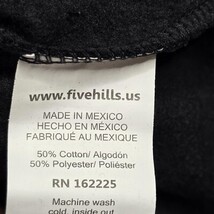 www.fivehills.us
MADE IN MEXICO
HECHO EN MÉXICO
FABRIQUÉ AU MEXIQUE
50% Cotton/ Algodón
50% Polyester/ Poliéster
RN 162225
Machine wash
cold, inside out